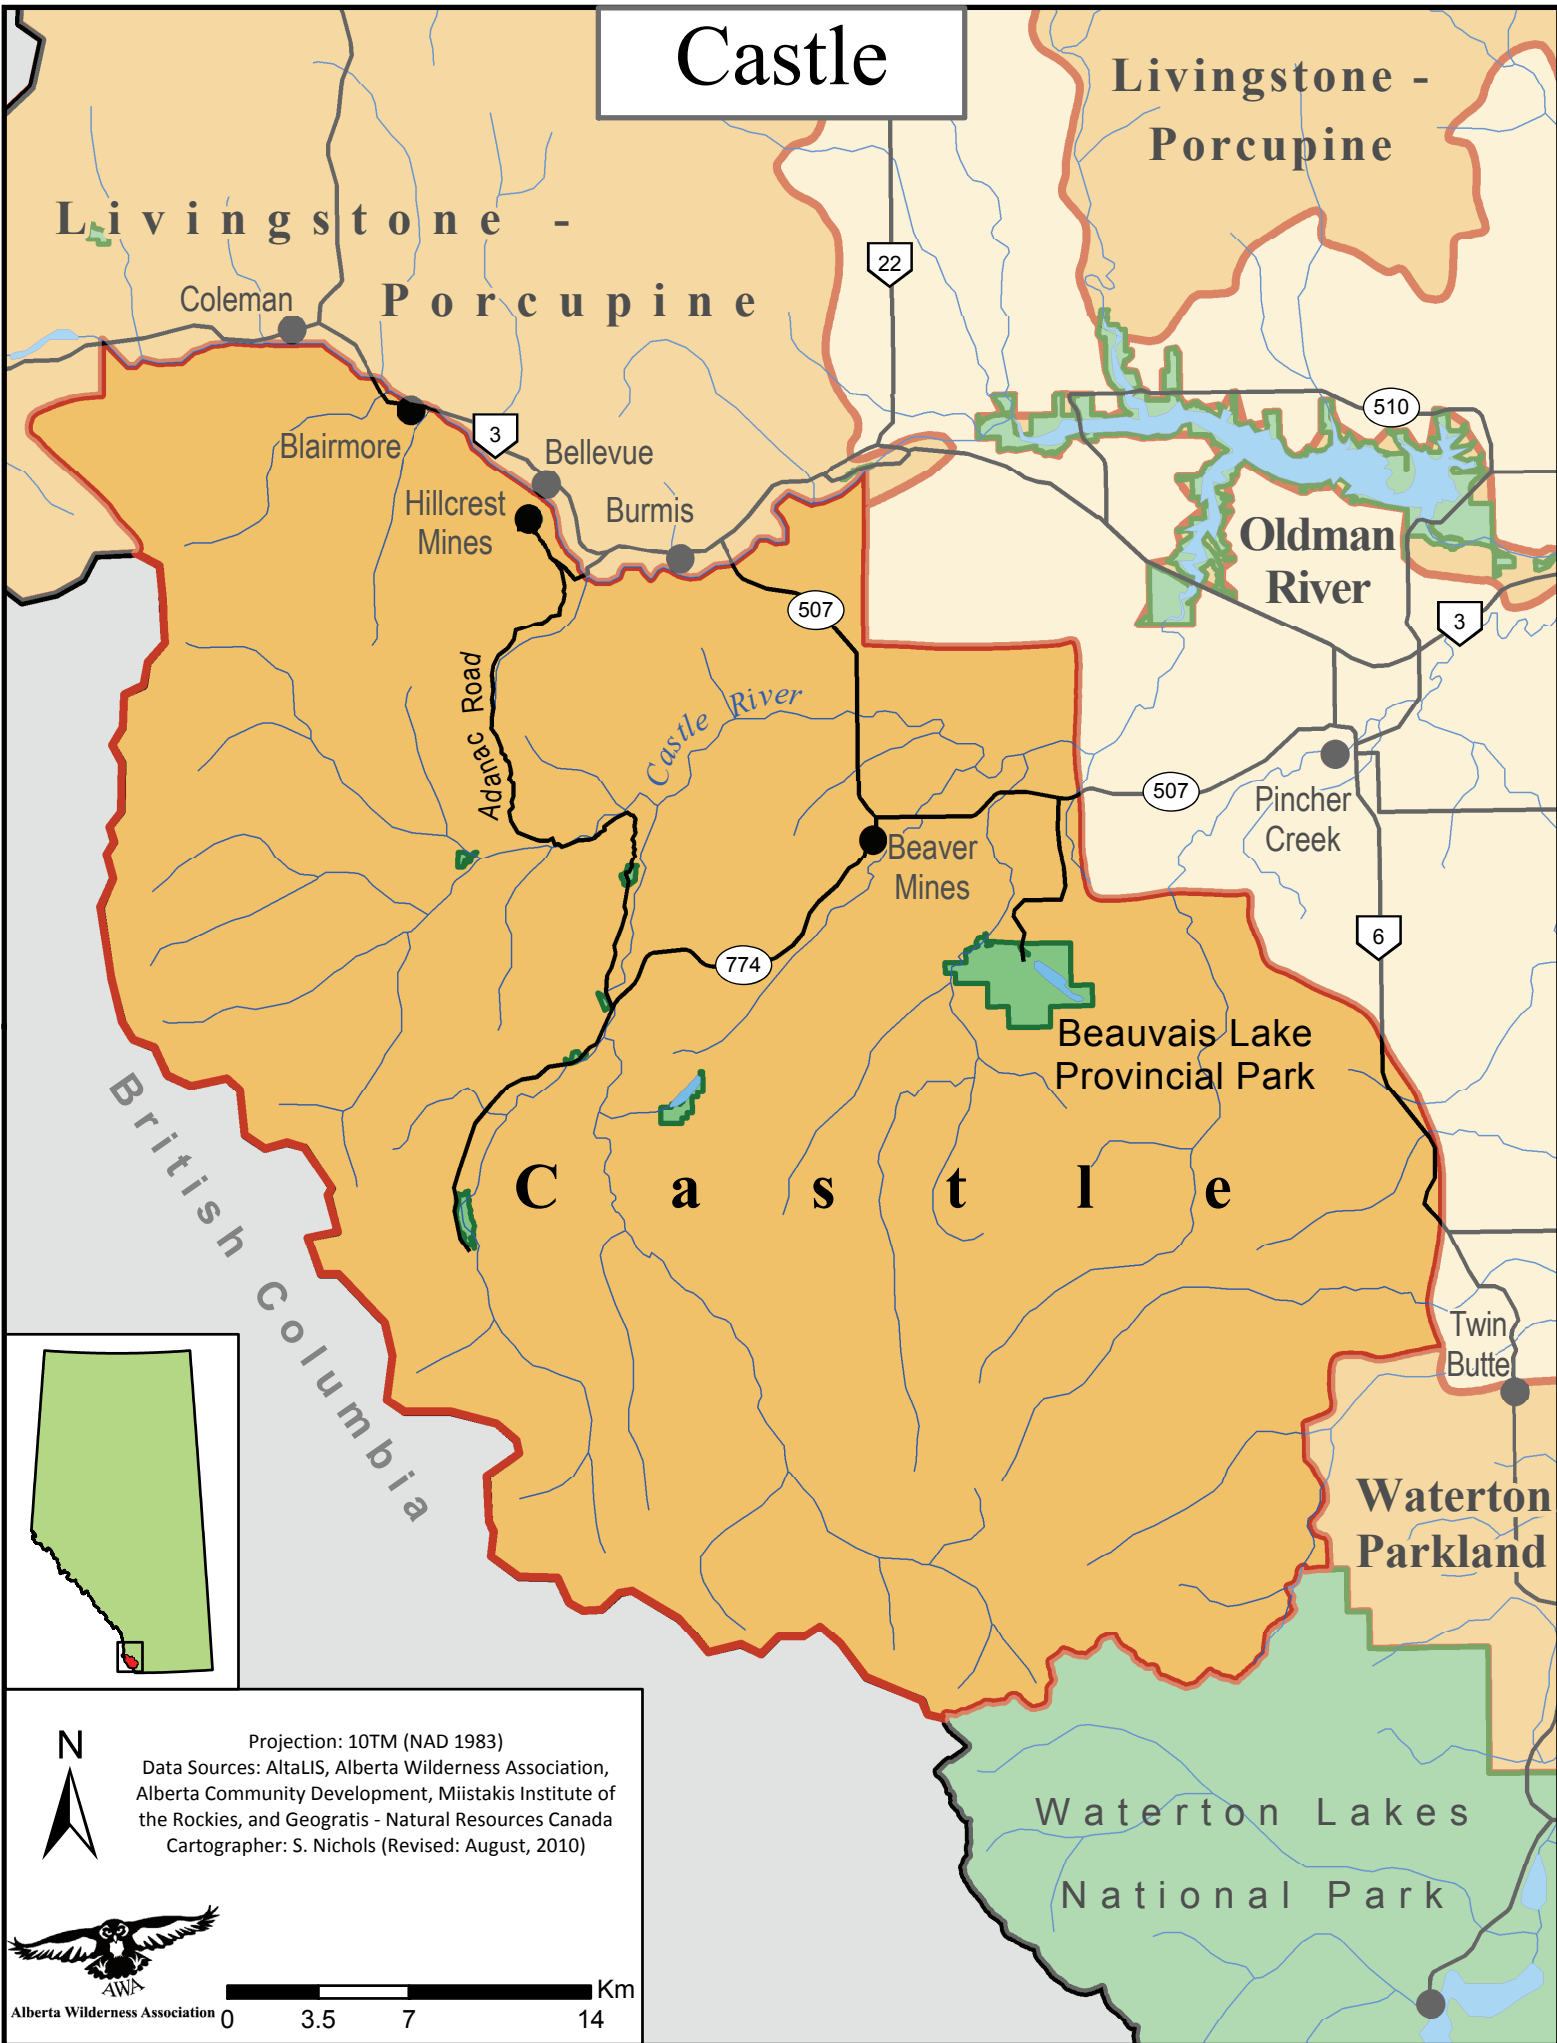 Castle
Livingstone -
Porcupine
Livingstone -
Porcupine
22
Coleman
510
3
Blairmore
Bellevue
Hillcrest
Mines
Burmis
Oldman
River
507
3
Adanac Road
Castle River
507
Pincher
Creek
Beaver
Mines
6
774
Beauvais Lake
Provincial Park
British Columbia
Castle
Twin
Butte
Waterton
Parkland
Waterton Lakes
National Park
N
Projection: 10TM (NAD 1983)
Data Sources: AltaLIS, Alberta Wilderness Association,
Alberta Community Development, Miistakis Institute of
the Rockies, and Geogratis - Natural Resources Canada
Cartographer: S. Nichols (Revised: August, 2010)
AWA
Alberta Wilderness Association
Km
0 3.5 7 14